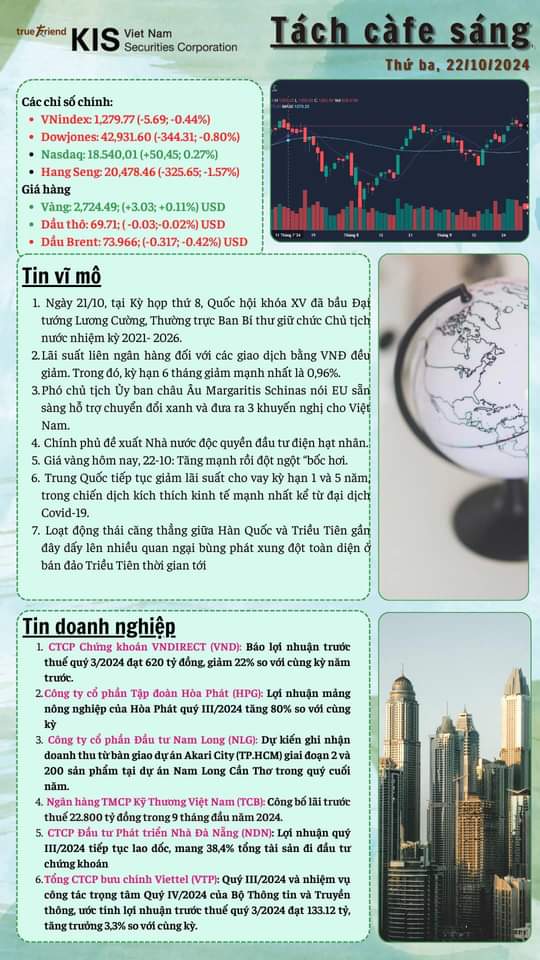 true friend KIS Viet Nam
Securities Corporation
Tách càfe sáng
Thứ ba, 22/10/2024
Các chỉ số chính:
• VNindex: 1,279.77 (-5.69; -0.44%)
• Dowjones: 42,931.60 (-344.31; -0.80%)
• Nasdaq: 18.540,01 (+50,45; 0.27%)
• Hang Seng: 20,478.46 (-325.65; -1.57%)
Giá hàng
• Vàng: 2,724.49; (+3.03; +0.11%) USD
• Dầu thô: 69.71; ( -0.03;-0.02%) USD
• Dầu Brent: 73.966; (-0.317; -0.42%) USD
Tin vĩ mô
1. Ngày 21/10, tại Kỳ họp thứ 8, Quốc hội khóa XV đã bầu Đại
tướng Lương Cường, Thường trực Ban Bí thư giữ chức Chủ tịch
nước nhiệm kỳ 2021- 2026.
2. Lãi suất liên ngân hàng đối với các giao dịch bằng VNĐ đều
giảm. Trong đó, kỳ hạn 6 tháng giảm mạnh nhất là 0,96%.
3. Phó chủ tịch Ủy ban châu Âu Margaritis Schinas nói EU sẵn
sàng hỗ trợ chuyển đổi xanh và đưa ra 3 khuyến nghị cho Việt
Nam.
4. Chính phủ đề xuất Nhà nước độc quyền đầu tư điện hạt nhân.
5. Giá vàng hôm nay, 22-10: Tăng mạnh rồi đột ngột "bốc hơi.
6. Trung Quốc tiếp tục giảm lãi suất cho vay kỳ hạn 1 và 5 năm,
trong chiến dịch kích thích kinh tế mạnh nhất kể từ đại dịch
Covid-19.
7. Loạt động thái căng thẳng giữa Hàn Quốc và Triều Tiên gần
đây dấy lên nhiều quan ngại bùng phát xung đột toàn diện ở
bán đảo Triều Tiên thời gian tới
Tin doanh nghiệp
1. CTCP Chứng khoán VNDIRECT (VND): Báo lợi nhuận trước
thuế quý 3/2024 đạt 620 tỷ đồng, giảm 22% so với cùng kỳ năm
trước.
2. Công ty cổ phần Tập đoàn Hòa Phát (HPG): Lợi nhuận mảng
nông nghiệp của Hòa Phát quý III/2024 tăng 80% so với cùng
kỳ
3. Công ty cổ phần Đầu tư Nam Long (NLG): Dự kiến ghi nhận
doanh thu từ bàn giao dự án Akari City (TP.HCM) giai đoạn 2 và
200 sản phẩm tại dự án Nam Long Cần Thơ trong quý cuối
năm.
4. Ngân hàng TMCP Kỹ Thương Việt Nam (TCB): Công bố lãi trước
thuế 22.800 tỷ đồng trong 9 tháng đầu năm 2024.
5. CTCP Đầu tư Phát triển Nhà Đà Nẵng (NDN): Lợi nhuận quý
III/2024 tiếp tục lao dốc, mang 38,4% tổng tài sản đi đầu tư
chứng khoán
6. Tổng CTCP bưu chính Viettel (VTP): Quý III/2024 và nhiệm vụ
công tác trọng tâm Quý IV/2024 của Bộ Thông tin và Truyền
thông, ước tính lợi nhuận trước thuế quý 3/2024 đạt 133.12 tỷ,
tăng trưởng 3,3% so với cùng kỳ.